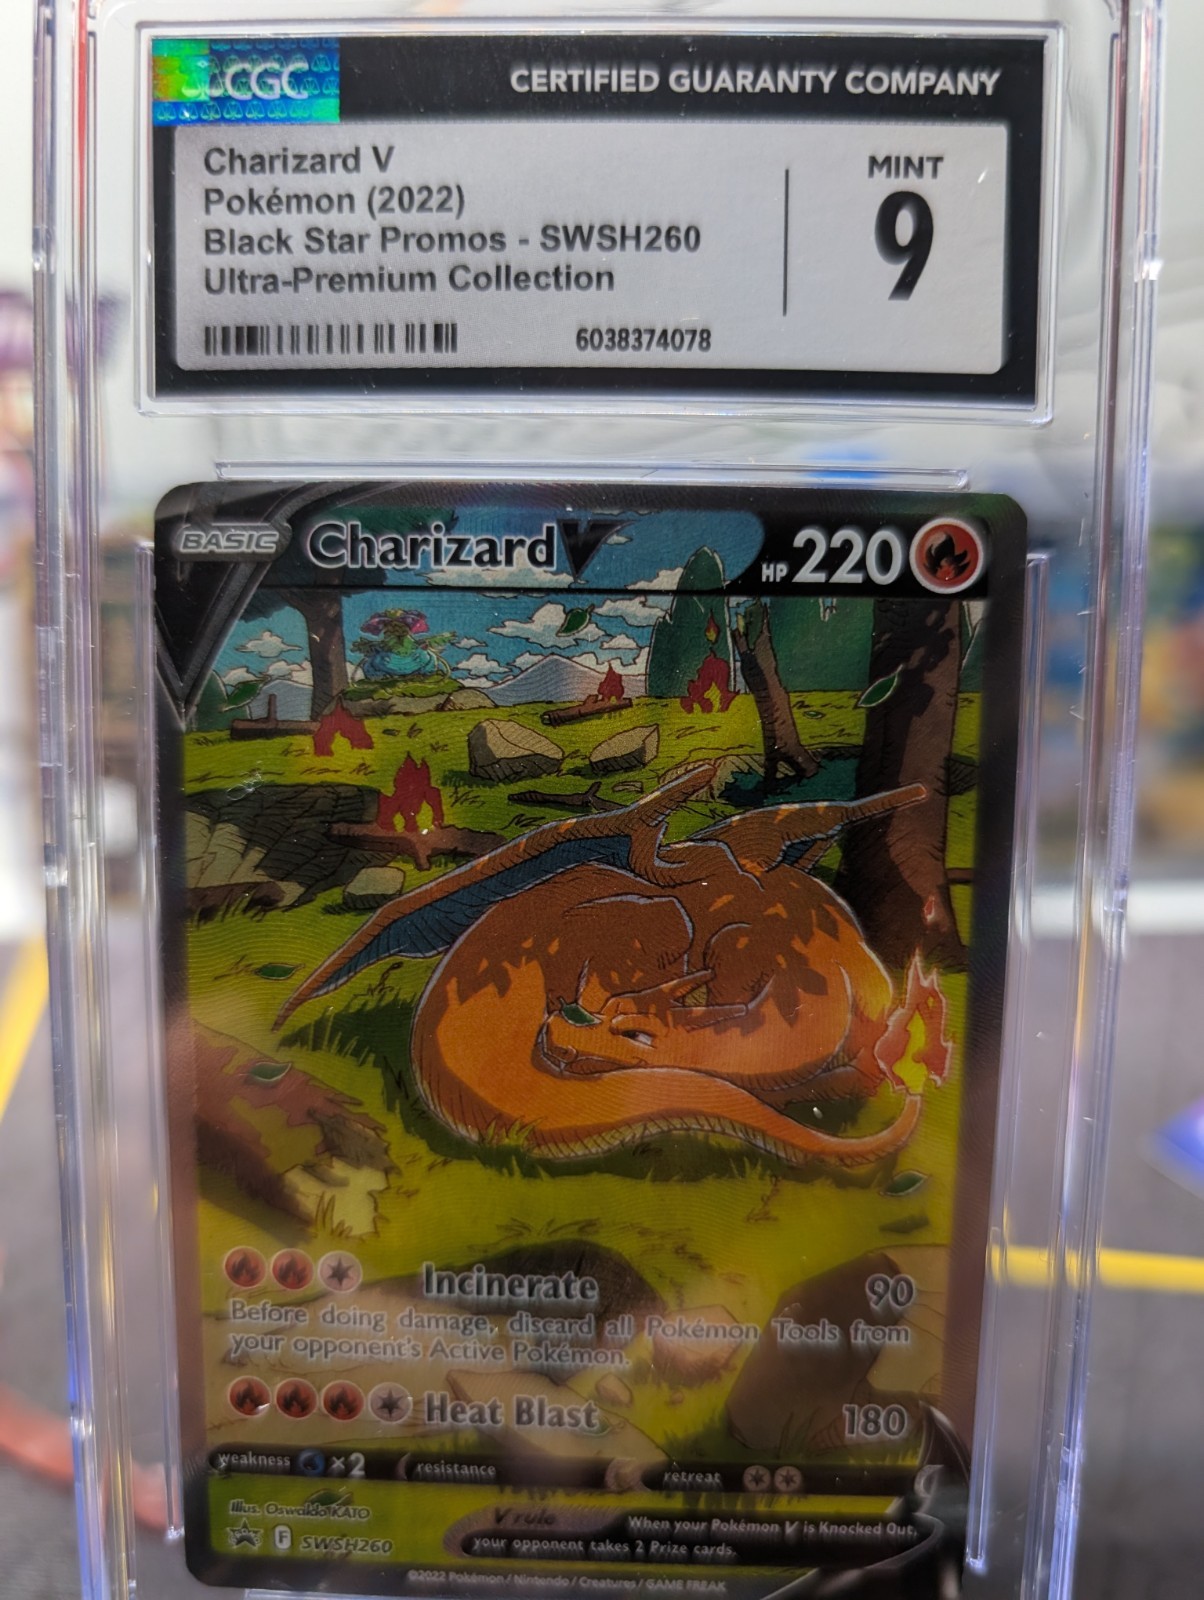 CGC
CERTIFIED GUARANTY COMPANY
Charizard V
Pokémon (2022)
Black Star Promos - SWSH260
Ultra-Premium Collection
MINT
9
6038374078
BASIC Charizard V HP 220
Incinerate 90
Before doing damage, discard all Pokémon Tools from
your opponent's Active Pokémon.
Heat Blast 180
weakness ×2 resistance retreat
Illus. Oswaldo KATO
F SWSH260
V rule When your Pokémon V is Knocked Out,
your opponent takes 2 Prize cards.
©2022 Pokémon / Nintendo / Creatures / GAME FREAK